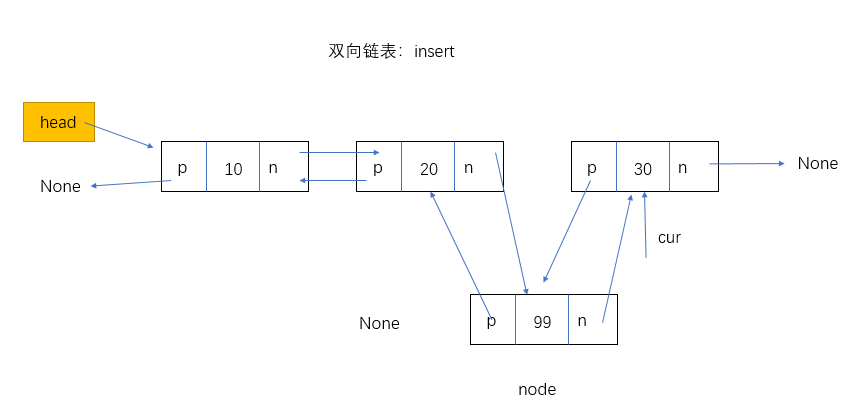 双向链表：insert
head
p 10 n
p 20 n
p 30 n
None
None
cur
None
p 99 n
node